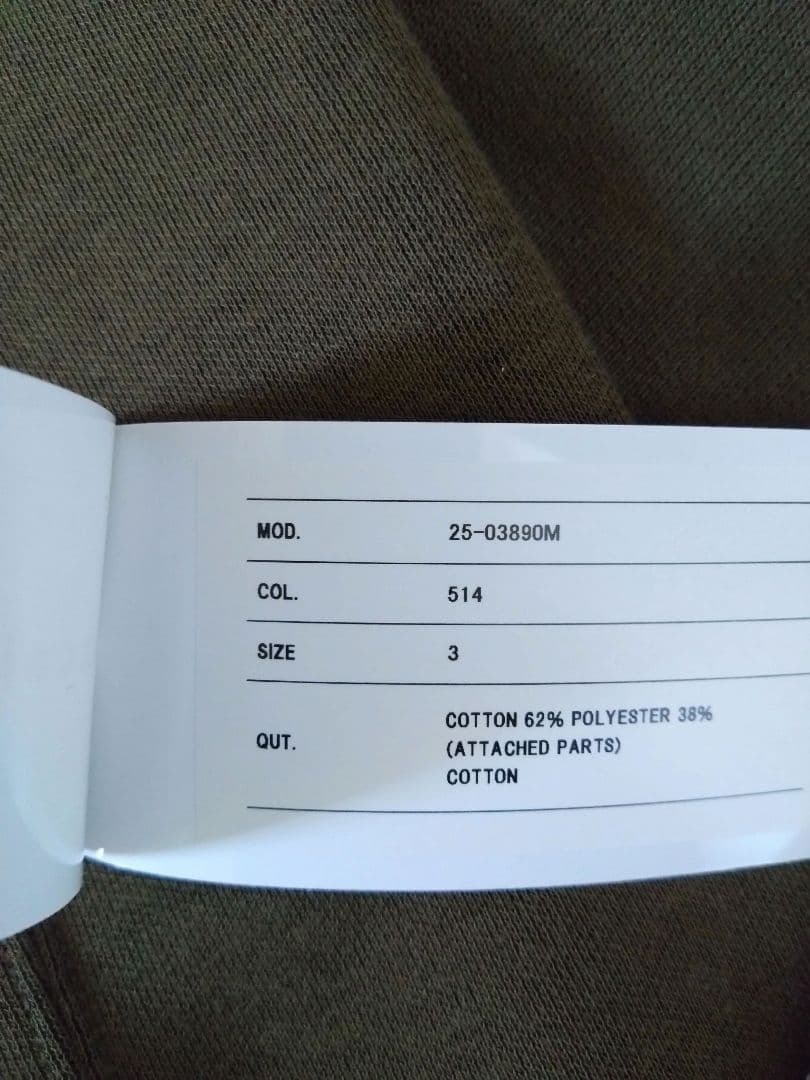 MOD. 25-03890M
COL. 514
SIZE 3
QUT. COTTON 62% POLYESTER 38%
(ATTACHED PARTS)
COTTON